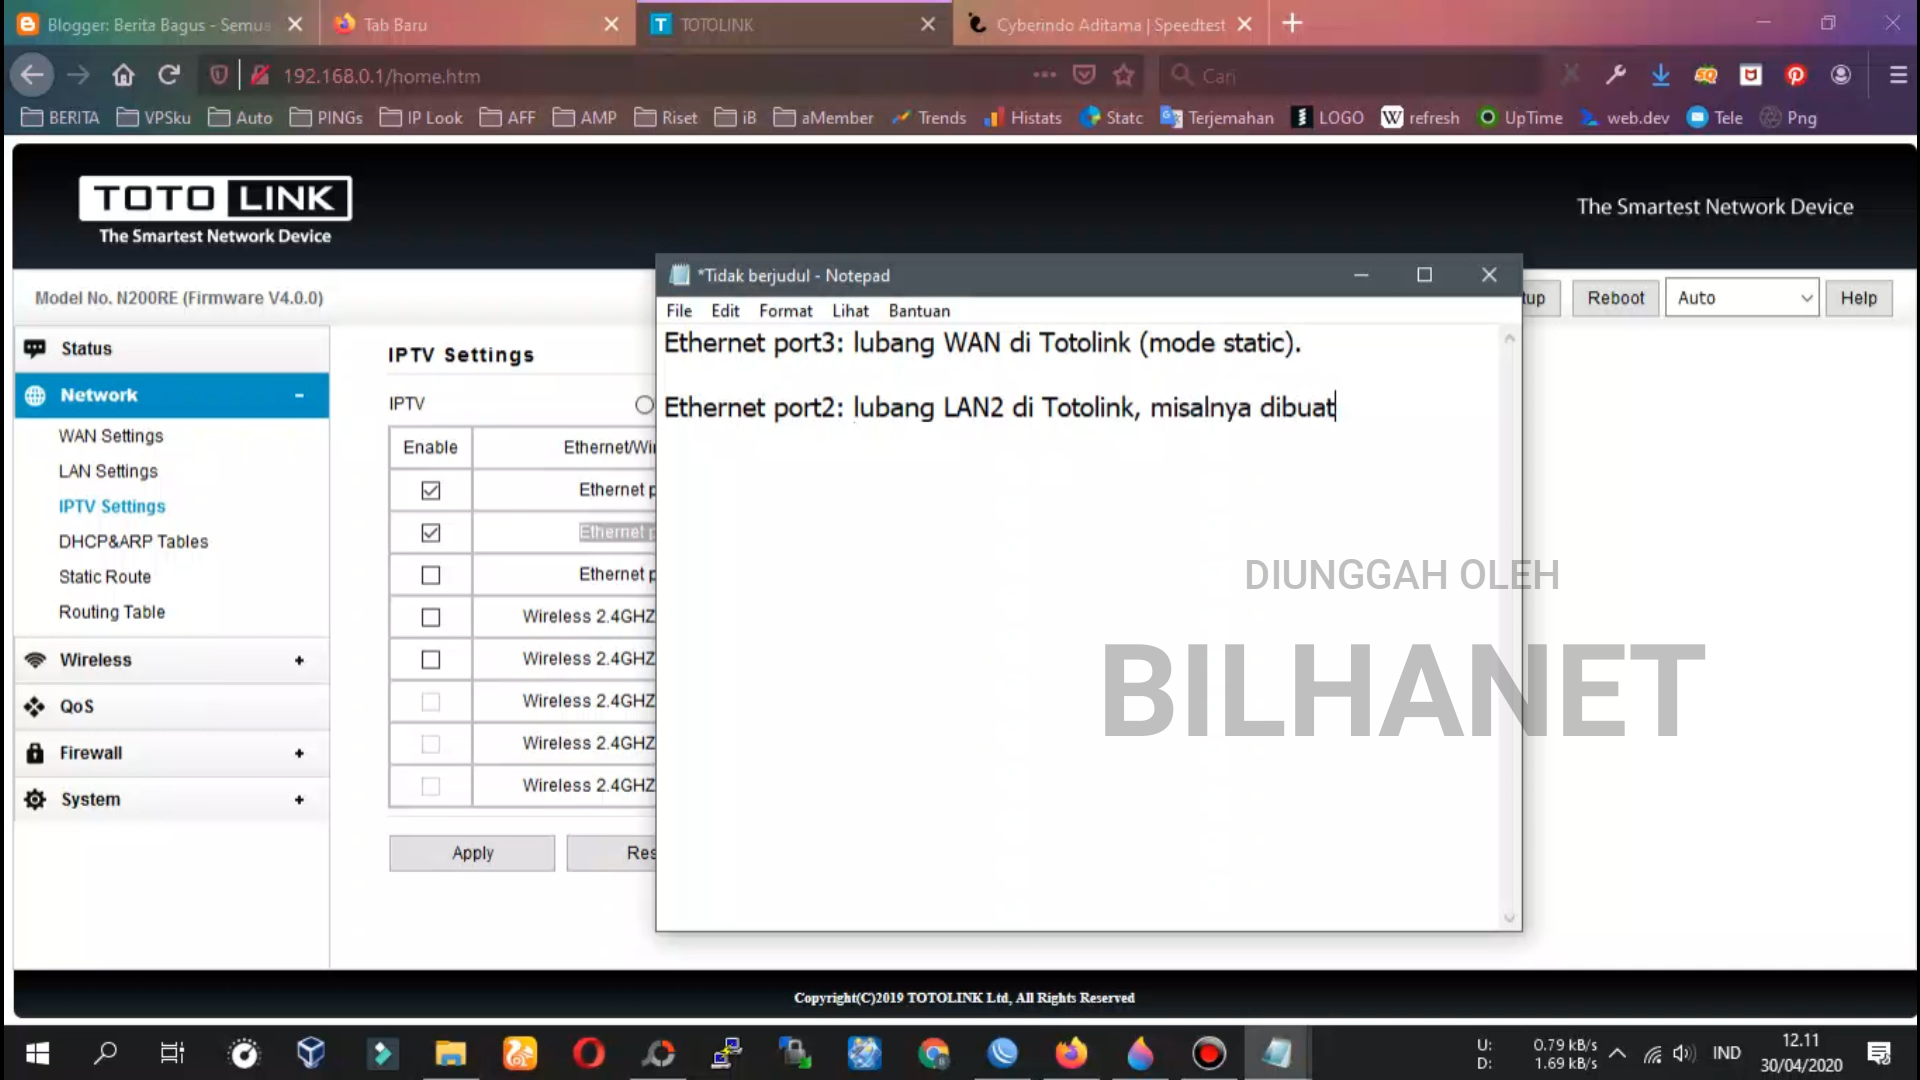 Blogger: Berita Bagus - Semua
Tab Baru
TOTOLINK
Cyberindo Aditama | Speedtest
192.168.0.1/home.htm
Cari
BERITA VPSku Auto PINGs IP Look AFF AMP Riset iB aMember Trends Histats Statc Terjemahan LOGO refresh UpTime web.dev Tele Png
TOTO LINK
The Smartest Network Device
The Smartest Network Device
Model No. N200RE (Firmware V4.0.0)
tup
Reboot
Auto
Help
Status
Network
WAN Settings
LAN Settings
IPTV Settings
DHCP&ARP Tables
Static Route
Routing Table
Wireless
QoS
Firewall
System
IPTV Settings
IPTV
Enable Ethernet/Wir
Ethernet p
Ethernet p
Ethernet p
Wireless 2.4GHZ
Wireless 2.4GHZ
Wireless 2.4GHZ
Wireless 2.4GHZ
Wireless 2.4GHZ
Apply
Res
*Tidak berjudul - Notepad
File Edit Format Lihat Bantuan
Ethernet port3: lubang WAN di Totolink (mode static).
Ethernet port2: lubang LAN2 di Totolink, misalnya dibuat
DIUNGGAH OLEH
BILHANET
Copyright(C)2019 TOTOLINK Ltd, All Rights Reserved
U: 0.79 kB/s
D: 1.69 kB/s
IND
12.11
30/04/2020